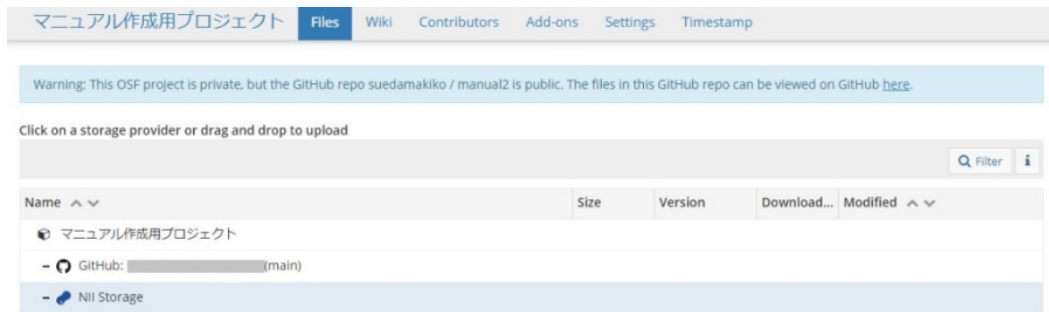 マニュアル作成用プロジェクト Files Wiki Contributors Add-ons Settings Timestamp
Warning: This OSF project is private, but the GitHub repo suedamakiko / manual2 is public. The files in this GitHub repo can be viewed on GitHub here.
Click on a storage provider or drag and drop to upload
Filter i
Name Size Version Download... Modified
マニュアル作成用プロジェクト
GitHub: (main)
NII Storage